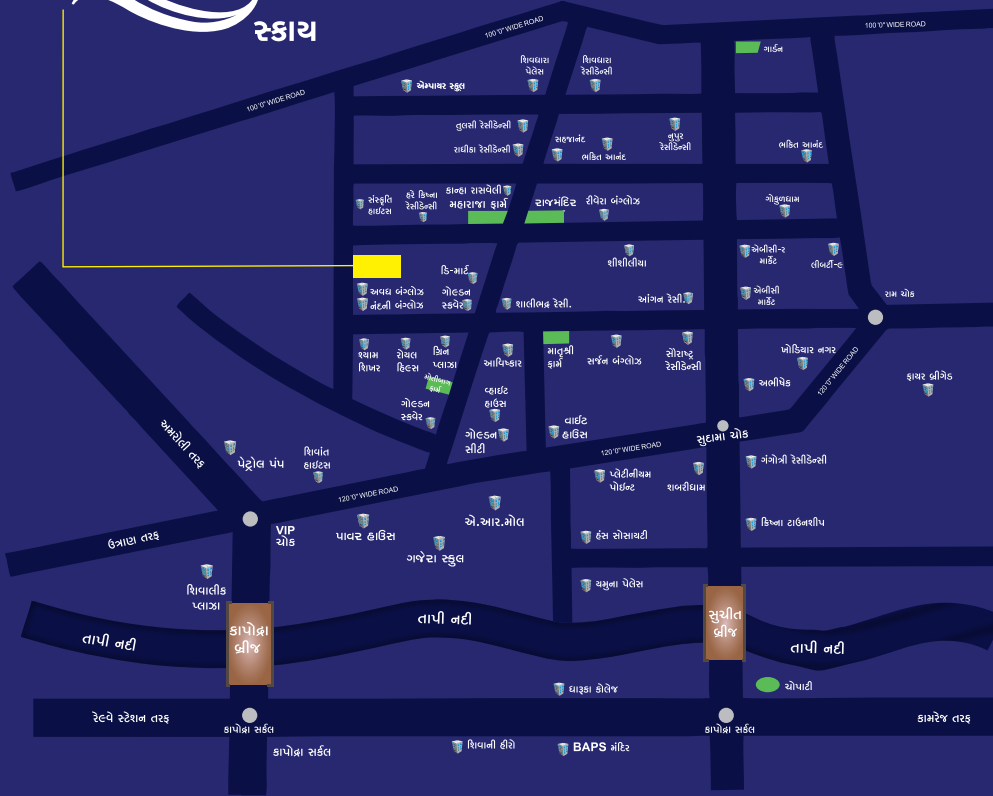 સ્કાય
100'0" WIDE ROAD
100'0" WIDE ROAD
100'0" WIDE ROAD
ગાર્ડન
શિવધારા
પેલેસ
શિવધારા
રેસીડેન્સી
એમ્પાયર સ્કૂલ
તુલસી રેસીડેન્સી
રાધીકા રેસીડેન્સી
સહજાનંદ
ભકિત આનંદ
નુપુર
રેસીડેન્સી
ભકિત આનંદ
સંસ્કૃતિ
હાઇટસ
હરે ક્રિષ્ના
રેસીડેન્સી
કાન્હા રાસવેલી
મહારાજા ફાર્મ
રાજમંદિર
રીવેરા બંગ્લોઝ
ગોકુળધામ
ડિ-માર્ટ
શીશીલીયા
એબીસી-૨
માર્કેટ
લીબર્ટી-૯
અવધ બંગ્લોઝ
નંદની બંગ્લોઝ
ગોલ્ડન
સ્કવેર
શાલીભદ્ર રેસી.
આંગન રેસી.
એબીસી
માર્કેટ
રામ ચોક
શ્યામ
શિખર
રોયલ
હિલ્સ
ગ્રિન
પ્લાઝા
આવિષ્કાર
માતૃશ્રી
ફાર્મ
સર્જન બંગ્લોઝ
સૌરાષ્ટ્ર
રેસીડેન્સી
ખોડિયાર નગર
120'0" WIDE ROAD
મોતીબાગ
ફાર્મ
ગોલ્ડન
સ્કવેર
વ્હાઇટ
હાઉસ
અભીષેક
ફાયર બ્રીગેડ
અમરોલી તરફ
પેટ્રોલ પંપ
શિવાંત
હાઇટસ
ગોલ્ડન
સીટી
વાઇટ
હાઉસ
120'0" WIDE ROAD
સુદામા ચોક
પ્લેટીનીયમ
પોઇન્ટ
શબરીધામ
ગંગોત્રી રેસીડેન્સી
120'0" WIDE ROAD
VIP
ચોક
પાવર હાઉસ
એ.આર.મોલ
ગજેરા સ્કુલ
હંસ સોસાયટી
ક્રિષ્ના ટાઉનશીપ
ઉત્રાણ તરફ
શિવાલીક
પ્લાઝા
યમુના પેલેસ
તાપી નદી
કાપોદ્રા
બ્રીજ
તાપી નદી
સુચીત
બ્રીજ
તાપી નદી
ધારૂકા કોલેજ
ચોપાટી
રેલ્વે સ્ટેશન તરફ
કાપોદ્રા સર્કલ
કાપોદ્રા સર્કલ
કામરેજ તરફ
કાપોદ્રા સર્કલ
શિવાની હીરો
BAPS મંદિર